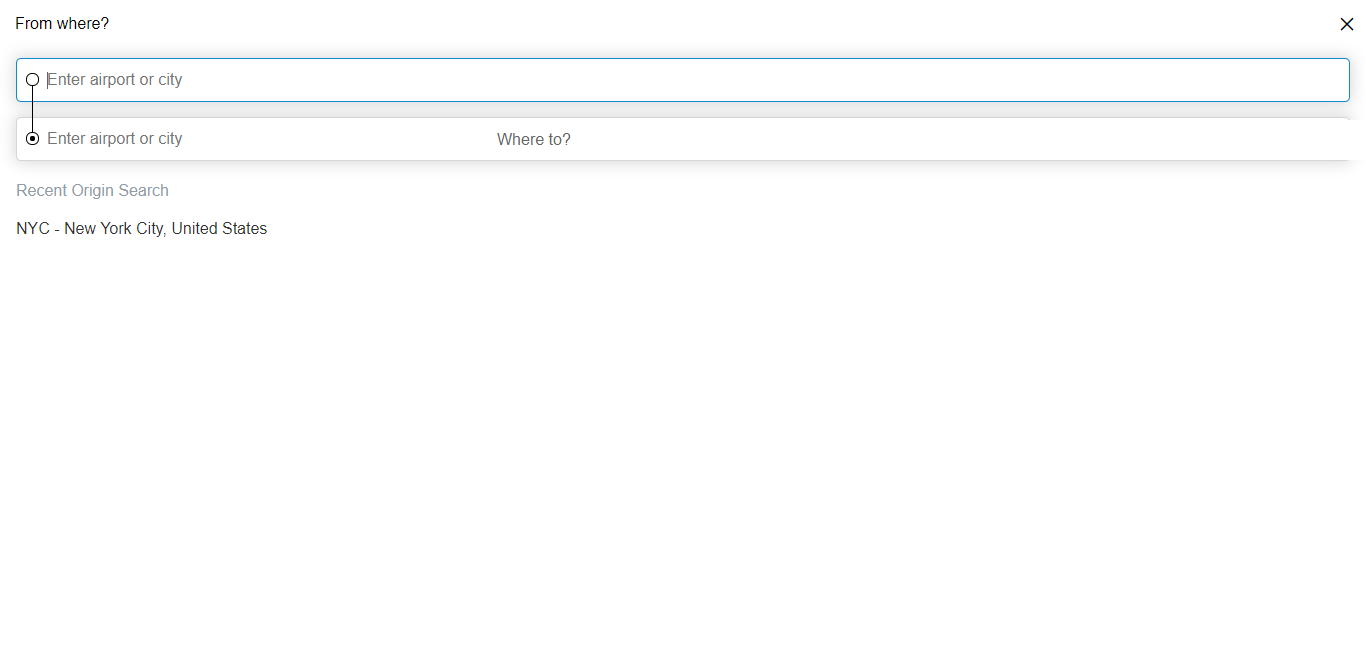 From where?
Enter airport or city
Enter airport or city
Where to?
Recent Origin Search
NYC - New York City, United States